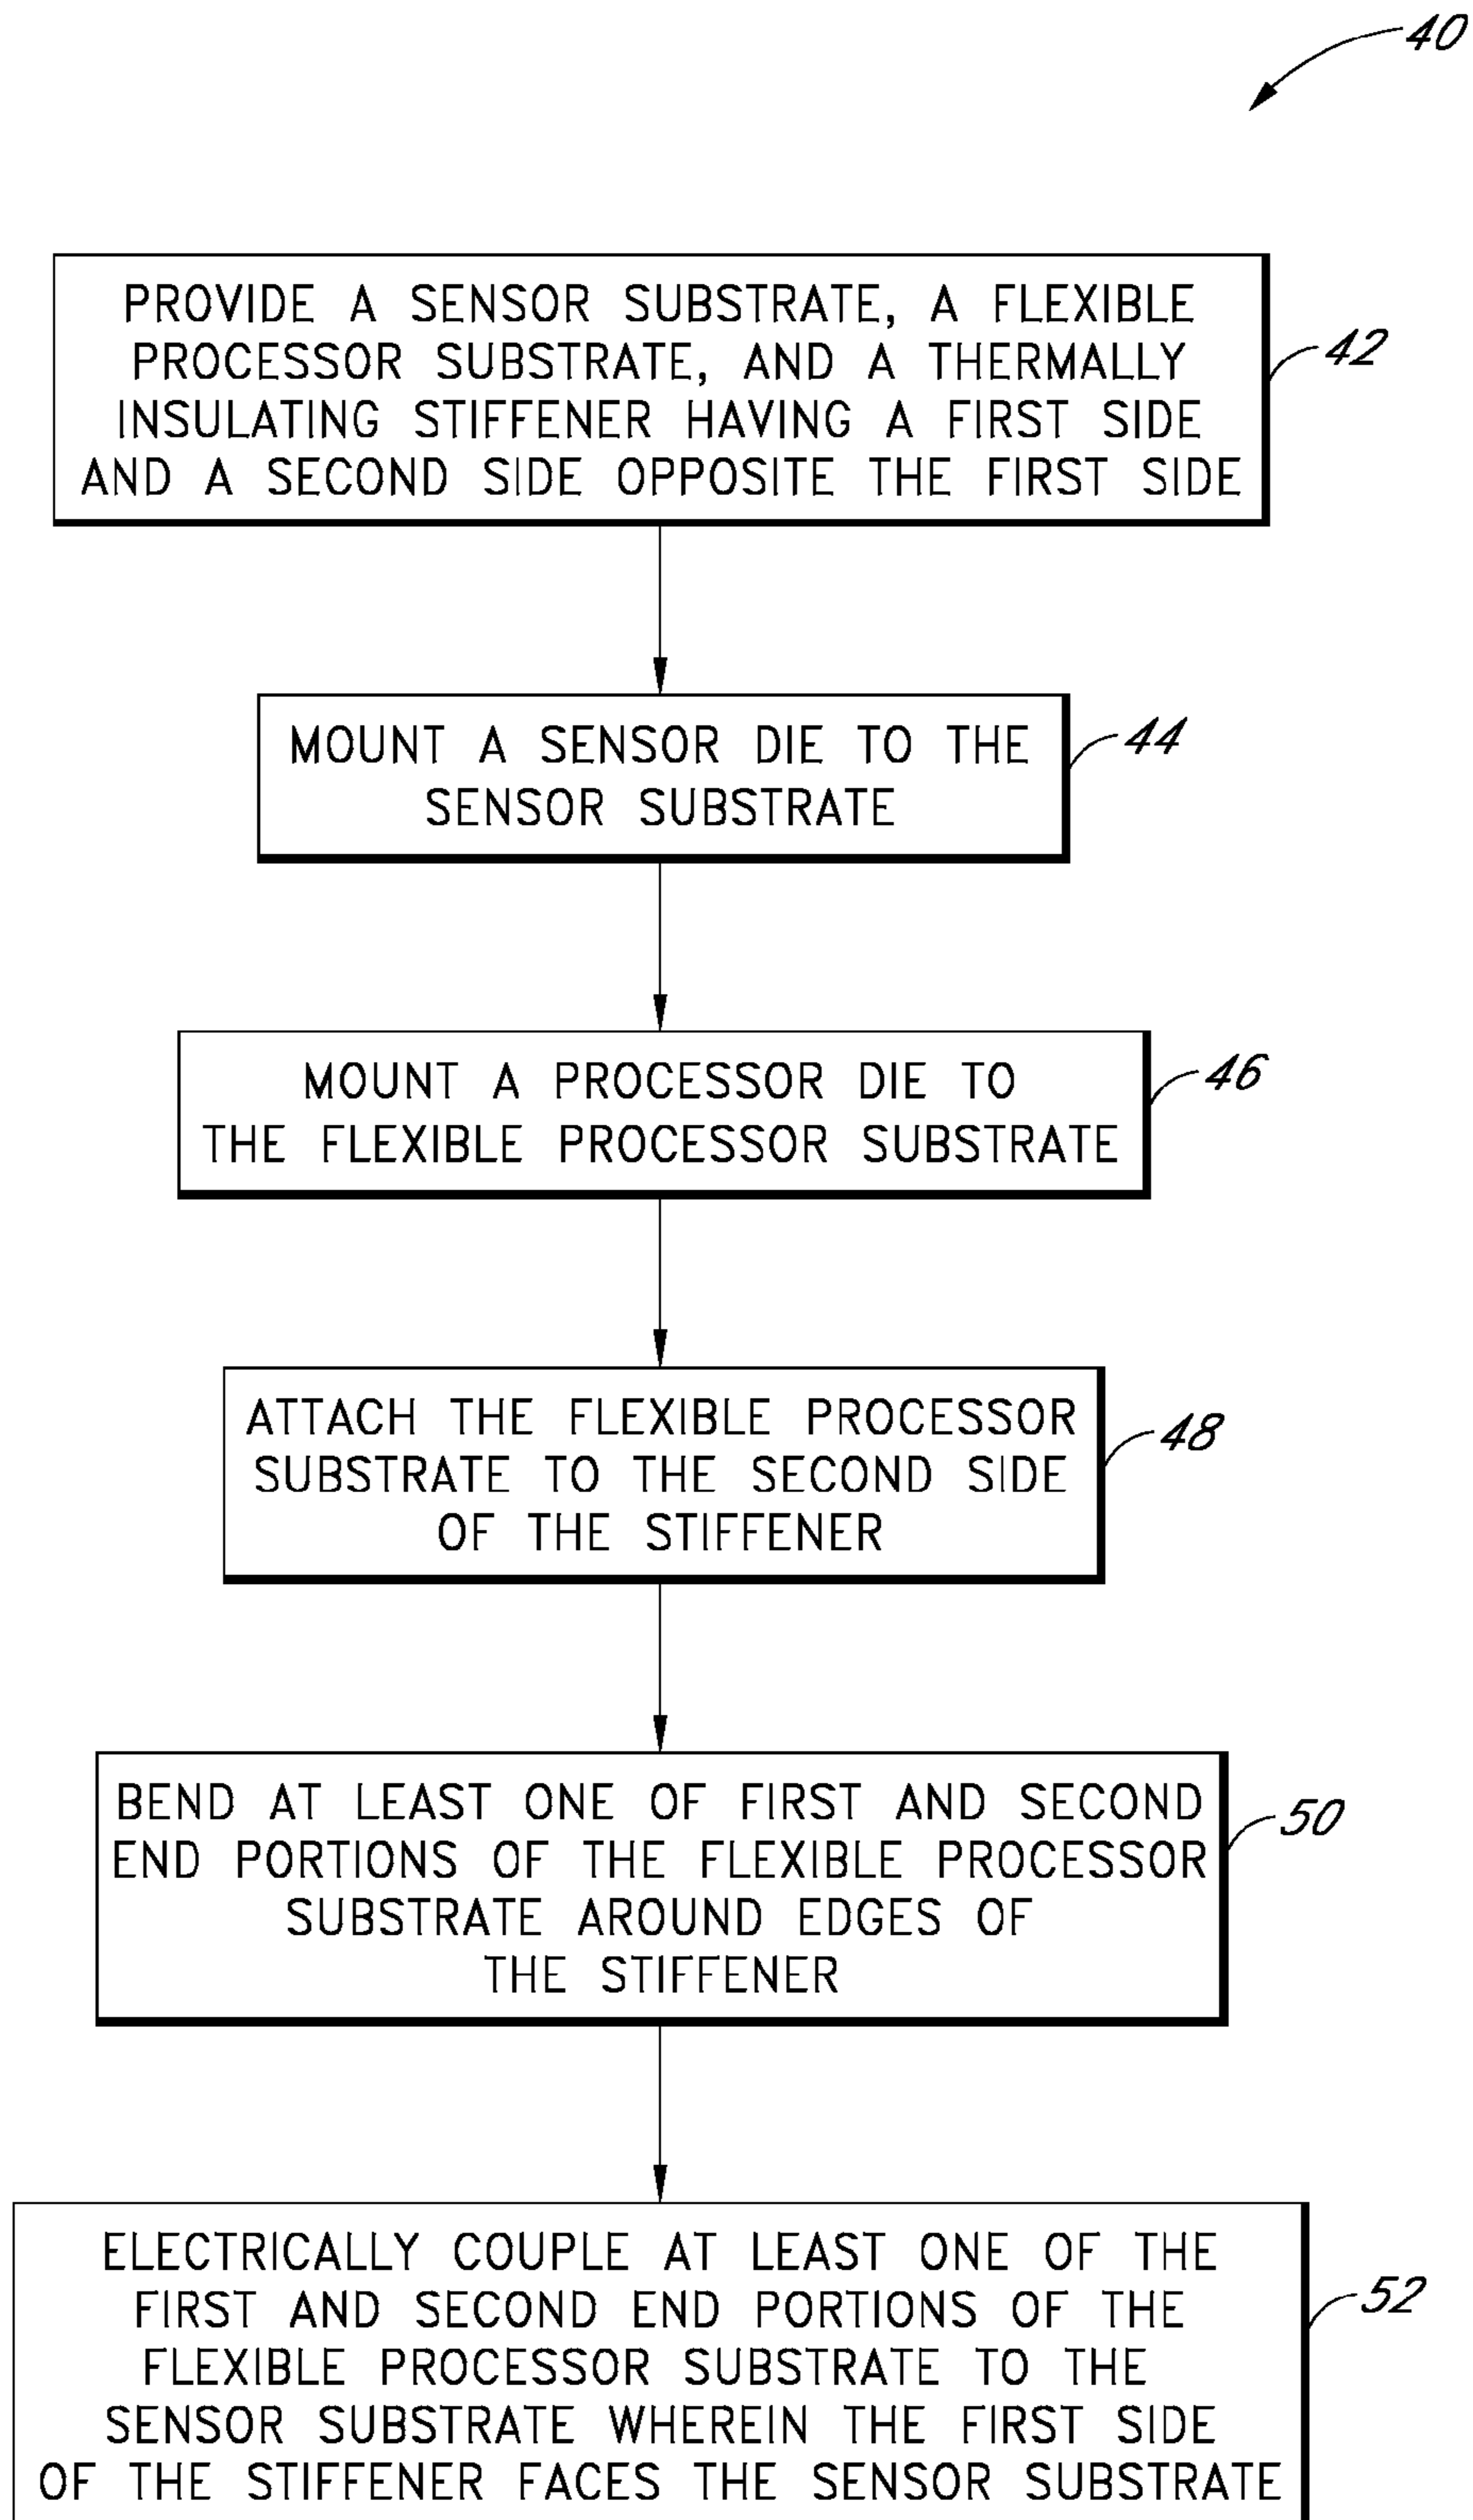 40
PROVIDE A SENSOR SUBSTRATE, A FLEXIBLE
PROCESSOR SUBSTRATE, AND A THERMALLY
INSULATING STIFFENER HAVING A FIRST SIDE
AND A SECOND SIDE OPPOSITE THE FIRST SIDE
42
MOUNT A SENSOR DIE TO THE
SENSOR SUBSTRATE
44
MOUNT A PROCESSOR DIE TO
THE FLEXIBLE PROCESSOR SUBSTRATE
46
ATTACH THE FLEXIBLE PROCESSOR
SUBSTRATE TO THE SECOND SIDE
OF THE STIFFENER
48
BEND AT LEAST ONE OF FIRST AND SECOND
END PORTIONS OF THE FLEXIBLE PROCESSOR
SUBSTRATE AROUND EDGES OF
THE STIFFENER
50
ELECTRICALLY COUPLE AT LEAST ONE OF THE
FIRST AND SECOND END PORTIONS OF THE
FLEXIBLE PROCESSOR SUBSTRATE TO THE
SENSOR SUBSTRATE WHEREIN THE FIRST SIDE
OF THE STIFFENER FACES THE SENSOR SUBSTRATE
52